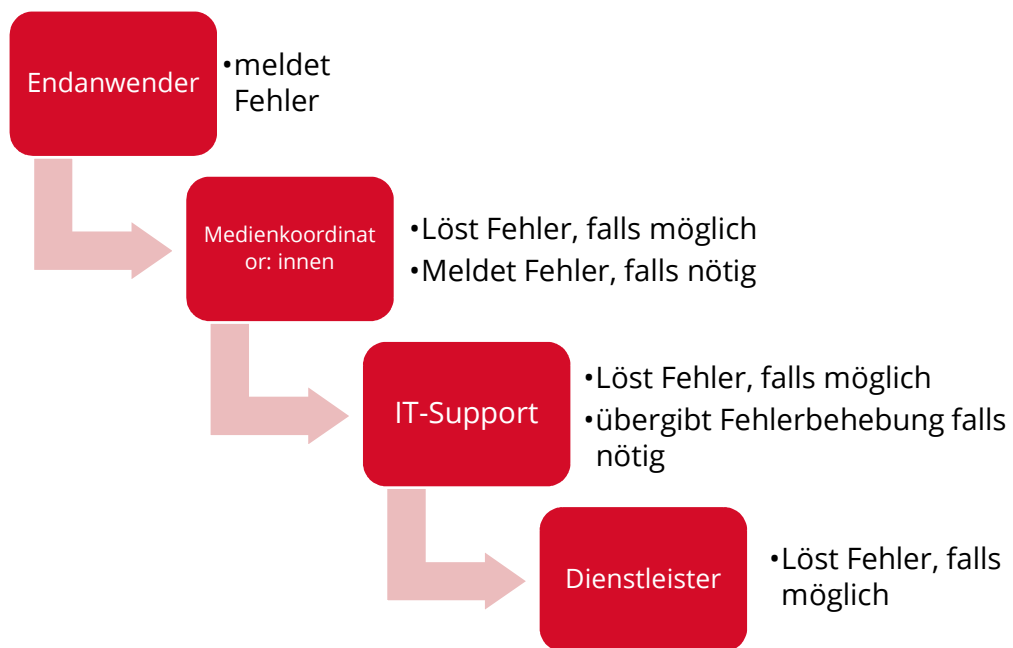 Endanwender
•meldet
Fehler
Medienkoordinat
or: innen
•Löst Fehler, falls möglich
•Meldet Fehler, falls nötig
IT-Support
•Löst Fehler, falls möglich
•übergibt Fehlerbehebung falls
nötig
Dienstleister
•Löst Fehler, falls
möglich